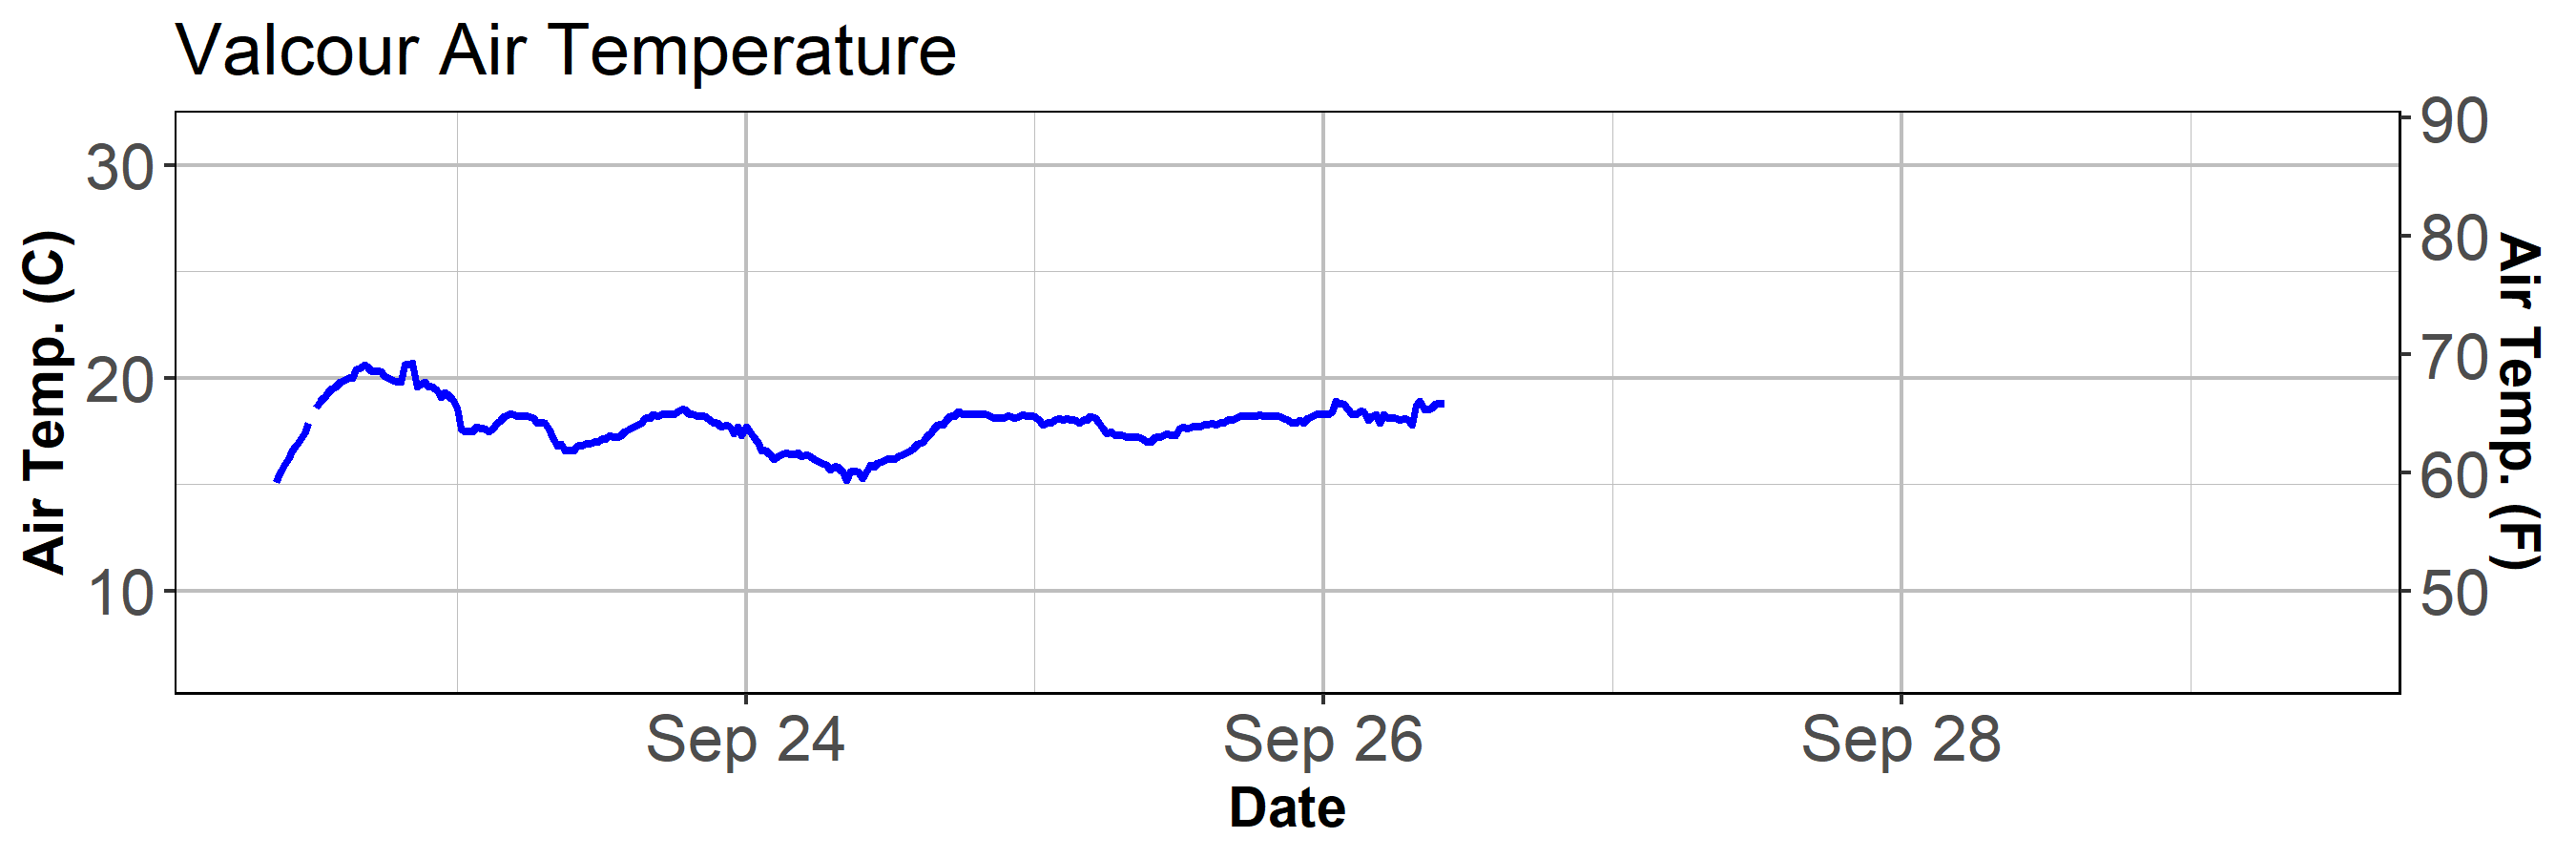 Valcour Air Temperature
Air Temp. (C)
30
20
10
90
80
70
60
50
Air Temp. (F)
Sep 24
Sep 26
Sep 28
Date